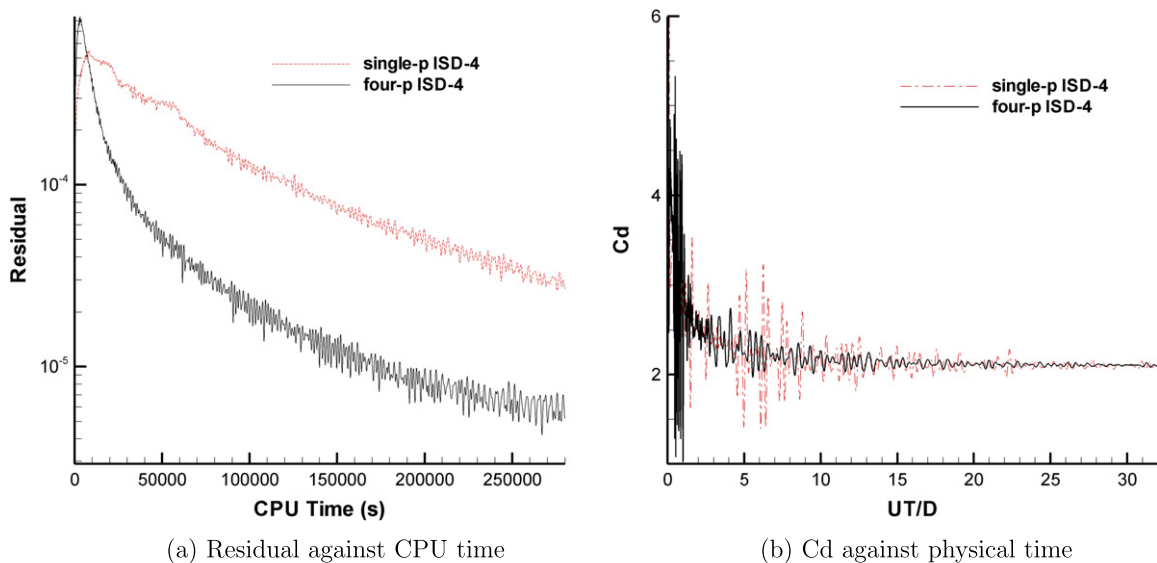 single-p ISD-4
four-p ISD-4
Residual
10-4
10-5
0 50000 100000 150000 200000 250000
CPU Time (s)
(a) Residual against CPU time
6
4
2
Cd
single-p ISD-4
four-p ISD-4
1
0 5 10 15 20 25 30
UT/D
(b) Cd against physical time